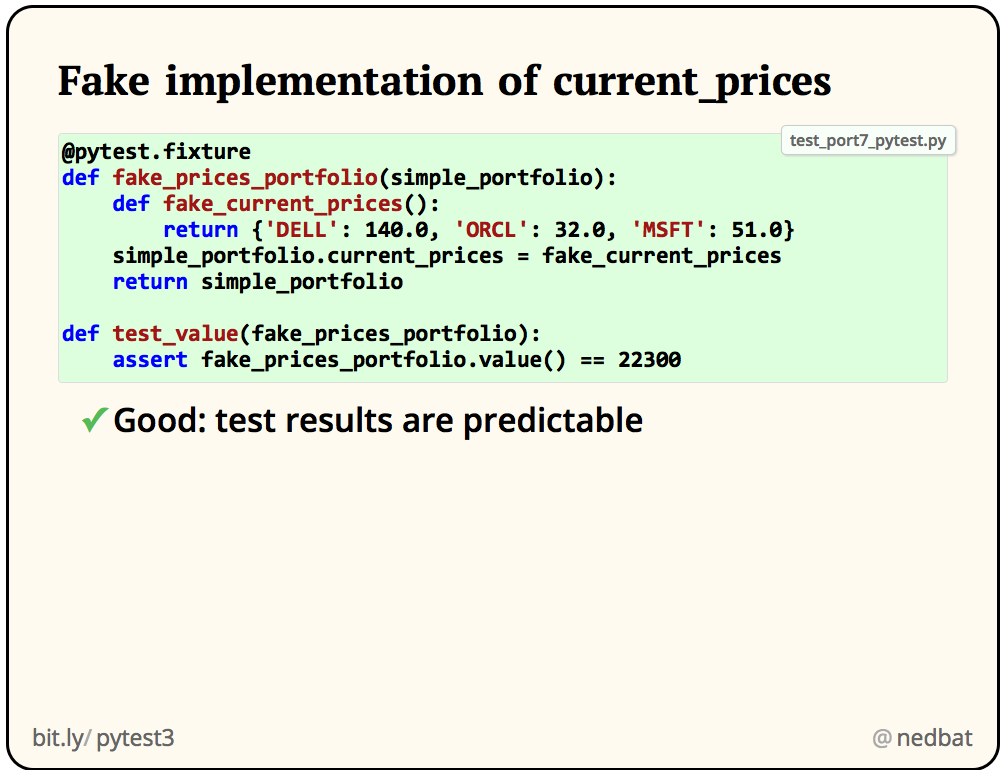 Fake implementation of current_prices
test_port7_pytest.py
@pytest.fixture
def fake_prices_portfolio(simple_portfolio):
    def fake_current_prices():
        return {'DELL': 140.0, 'ORCL': 32.0, 'MSFT': 51.0}
    simple_portfolio.current_prices = fake_current_prices
    return simple_portfolio

def test_value(fake_prices_portfolio):
    assert fake_prices_portfolio.value() == 22300
✓ Good: test results are predictable
bit.ly/pytest3
@nedbat